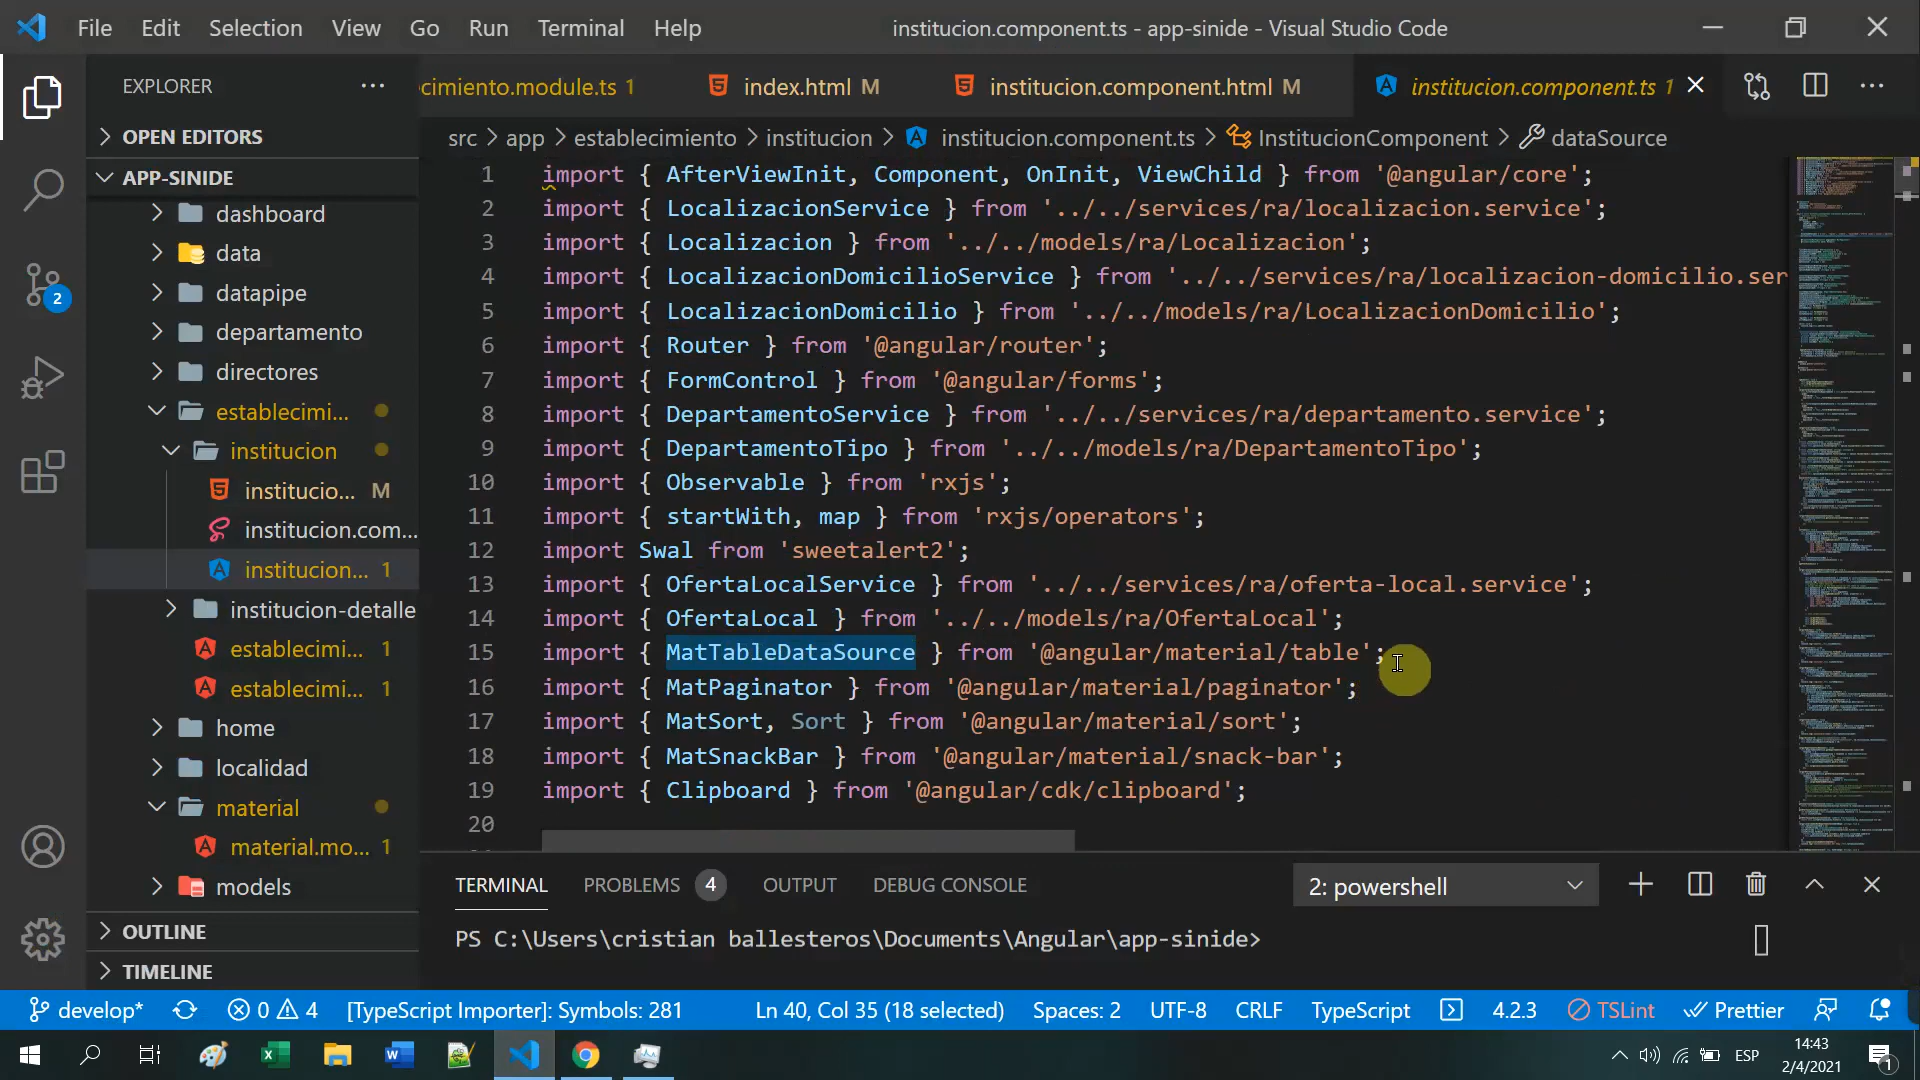 File Edit Selection View Go Run Terminal Help
institucion.component.ts - app-sinide - Visual Studio Code
EXPLORER
cimiento.module.ts 1
index.html M
institucion.component.html M
institucion.component.ts 1
OPEN EDITORS
src > app > establecimiento > institucion > institucion.component.ts > InstitucionComponent > dataSource
APP-SINIDE
dashboard
data
datapipe
departamento
directores
establecimi...
institucion
institucio... M
institucion.com...
institucion... 1
institucion-detalle
establecimi... 1
establecimi... 1
home
localidad
material
material.mo... 1
models
OUTLINE
TIMELINE
1 import { AfterViewInit, Component, OnInit, ViewChild } from '@angular/core';
2 import { LocalizacionService } from '../../services/ra/localizacion.service';
3 import { Localizacion } from '../../models/ra/Localizacion';
4 import { LocalizacionDomicilioService } from '../../services/ra/localizacion-domicilio.ser
5 import { LocalizacionDomicilio } from '../../models/ra/LocalizacionDomicilio';
6 import { Router } from '@angular/router';
7 import { FormControl } from '@angular/forms';
8 import { DepartamentoService } from '../../services/ra/departamento.service';
9 import { DepartamentoTipo } from '../../models/ra/DepartamentoTipo';
10 import { Observable } from 'rxjs';
11 import { startWith, map } from 'rxjs/operators';
12 import Swal from 'sweetalert2';
13 import { OfertaLocalService } from '../../services/ra/oferta-local.service';
14 import { OfertaLocal } from '../../models/ra/OfertaLocal';
15 import { MatTableDataSource } from '@angular/material/table';
16 import { MatPaginator } from '@angular/material/paginator';
17 import { MatSort, Sort } from '@angular/material/sort';
18 import { MatSnackBar } from '@angular/material/snack-bar';
19 import { Clipboard } from '@angular/cdk/clipboard';
20
TERMINAL PROBLEMS 4 OUTPUT DEBUG CONSOLE
2: powershell
PS C:\Users\cristian ballesteros\Documents\Angular\app-sinide>
2
develop* 0 4 [TypeScript Importer]: Symbols: 281 Ln 40, Col 35 (18 selected) Spaces: 2 UTF-8 CRLF TypeScript 4.2.3 TSLint Prettier
ESP
14:43
2/4/2021
1